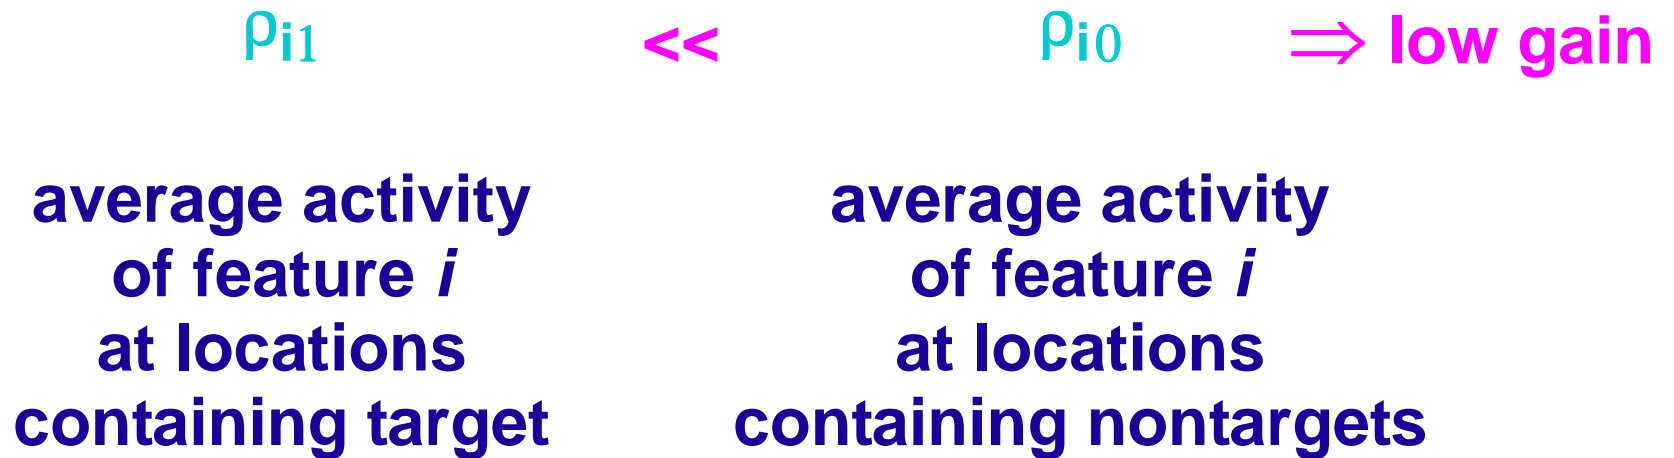 ρi1 << ρi0 ⇒ low gain
average activity average activity
of feature i of feature i
at locations at locations
containing target containing nontargets